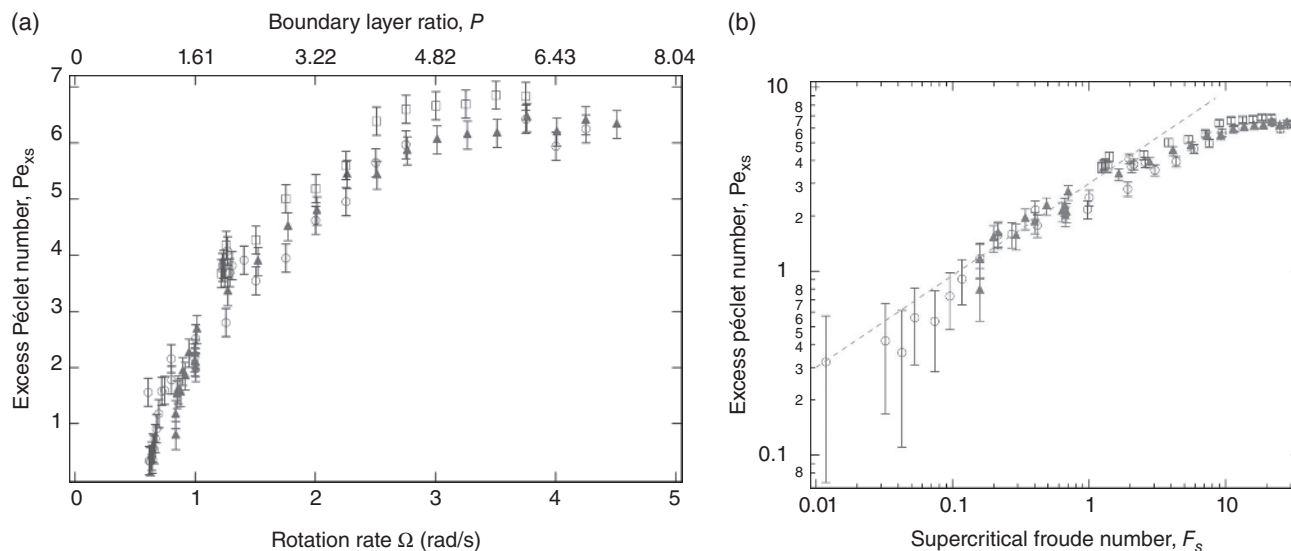 (a)
Boundary layer ratio, P
0 1.61 3.22 4.82 6.43 8.04
7
6
5
4
3
2
1
Excess Péclet number, Pexs
0 1 2 3 4 5
Rotation rate Ω (rad/s)
(b)
10
8
7
6
5
4
3
2
1
8
7
6
5
4
3
2
0.1
8
Excess péclet number, Pexs
0.01 0.1 1 10
Supercritical froude number, Fs